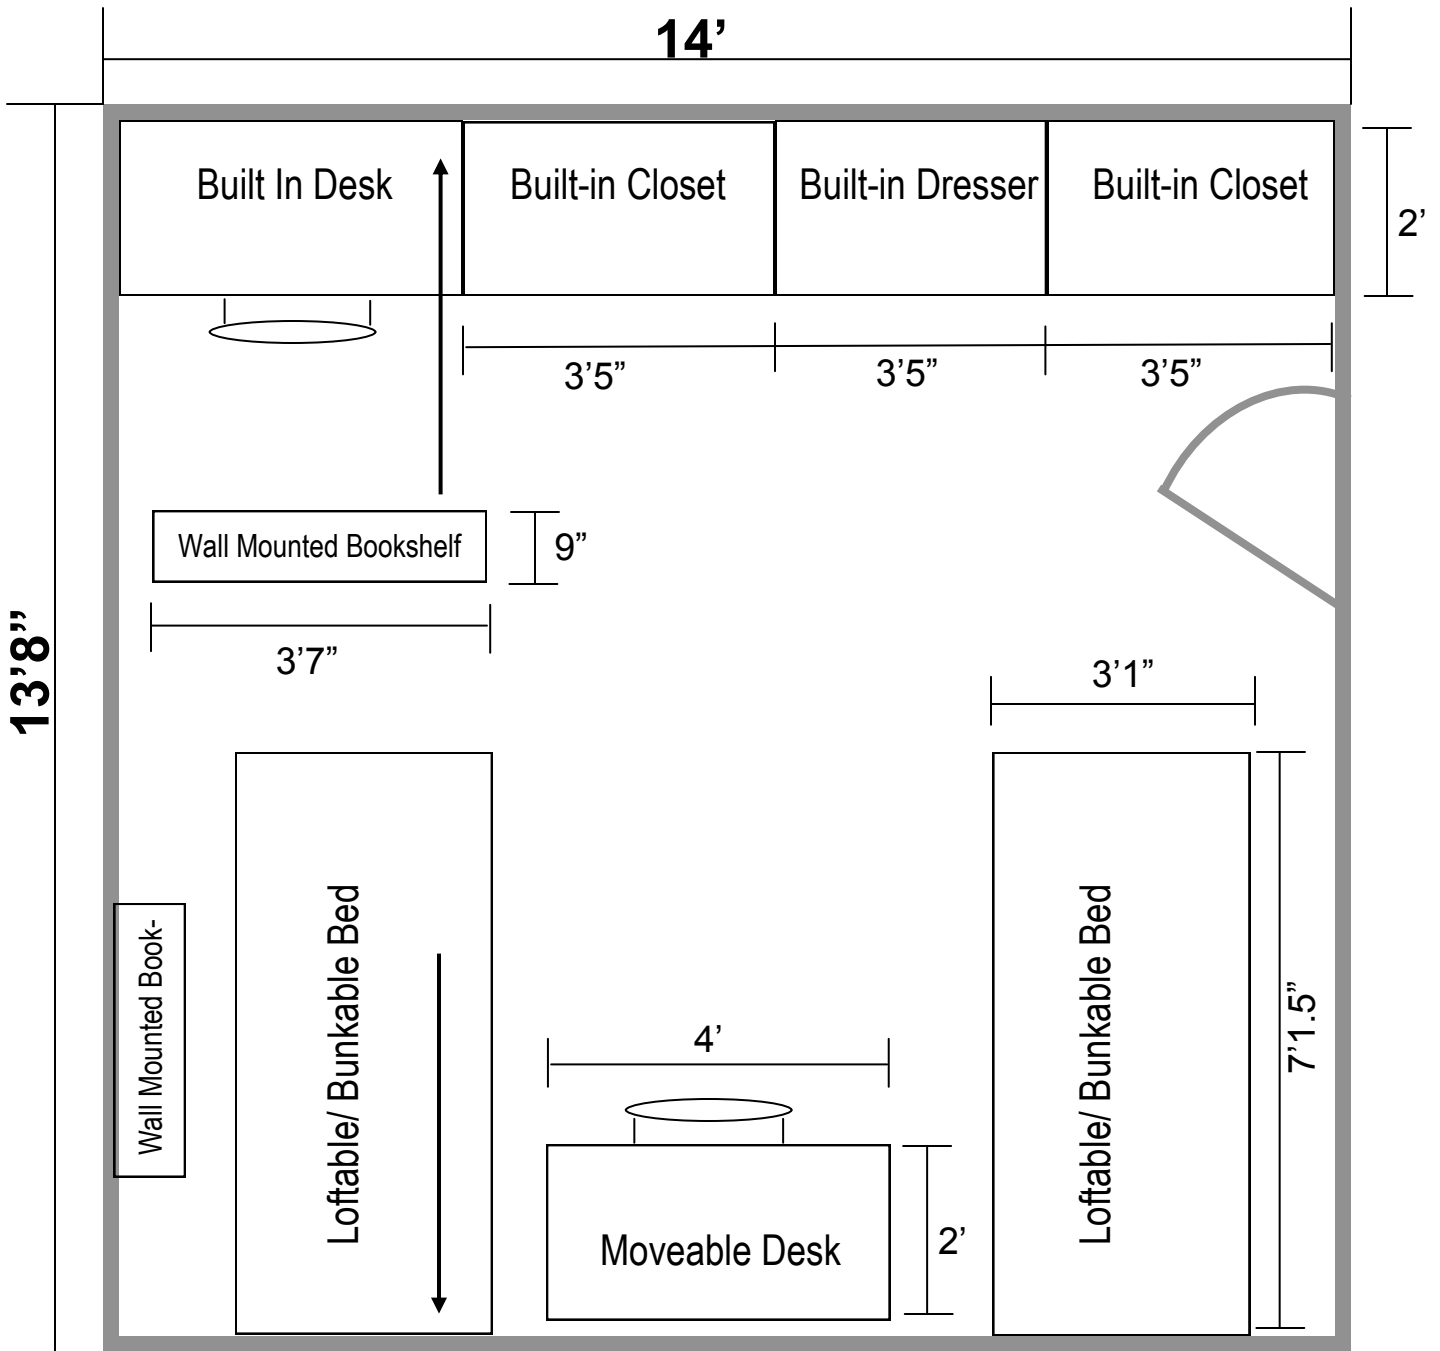 14’
Built In Desk
Built-in Closet
Built-in Dresser
Built-in Closet
2’
3’5”
3’5”
3’5”
Wall Mounted Bookshelf
9”
3’7”
13’8”
3’1”
Loftable/ Bunkable Bed
Loftable/ Bunkable Bed
Wall Mounted Book-
7’1.5”
4’
Moveable Desk
2’